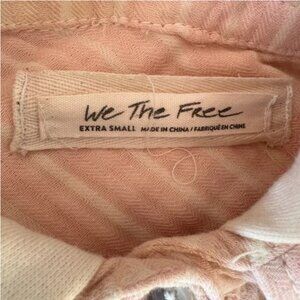 We The Free
EXTRA SMALL MADE IN CHINA / FABRIQUÉ EN CHINE